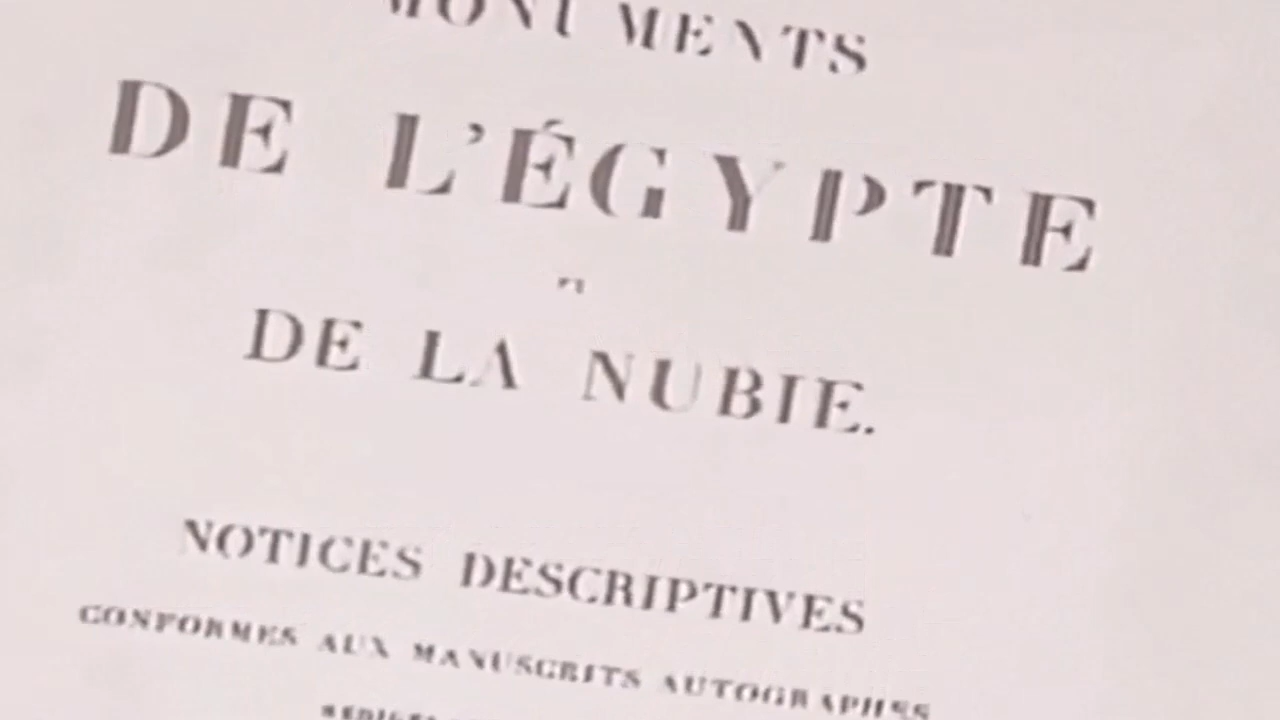 MONUMENTS
DE L'ÉGYPTE
DE LA NUBIE.
NOTICES DESCRIPTIVES
CONFORMES AUX MANUSCRITS AUTOGRAPHES